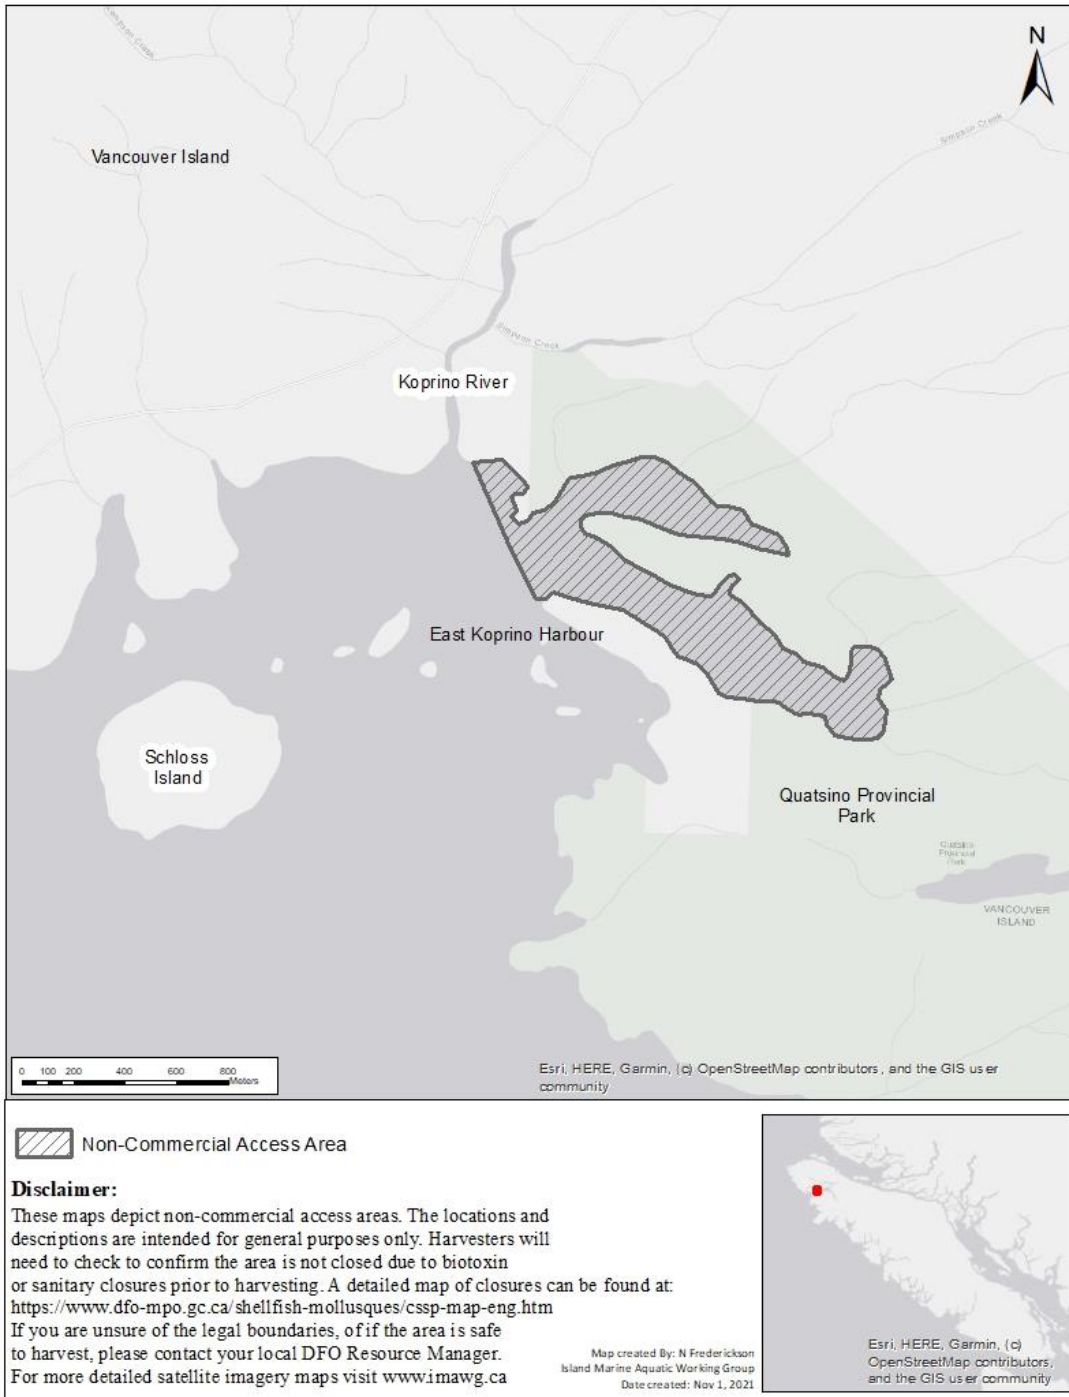 N
Simpson Creek
Vancouver Island
Simpson Creek
Koprino River
East Koprino Harbour
Schloss
Island
Quatsino Provincial
Park
Quatsino
Provincial
Park
VANCOUVER
ISLAND
0 100 200 400 600 800
Meters
Esri, HERE, Garmin, (c) OpenStreetMap contributors, and the GIS user
community
Non-Commercial Access Area
Disclaimer:
These maps depict non-commercial access areas. The locations and
descriptions are intended for general purposes only. Harvesters will
need to check to confirm the area is not closed due to biotoxin
or sanitary closures prior to harvesting. A detailed map of closures can be found at:
https://www.dfo-mpo.gc.ca/shellfish-mollusques/cssp-map-eng.htm
If you are unsure of the legal boundaries, of if the area is safe
to harvest, please contact your local DFO Resource Manager.
For more detailed satellite imagery maps visit www.imawg.ca
Map created By: N Frederickson
Island Marine Aquatic Working Group
Date created: Nov 1, 2021
Esri, HERE, Garmin, (c)
OpenStreetMap contributors,
and the GIS user community